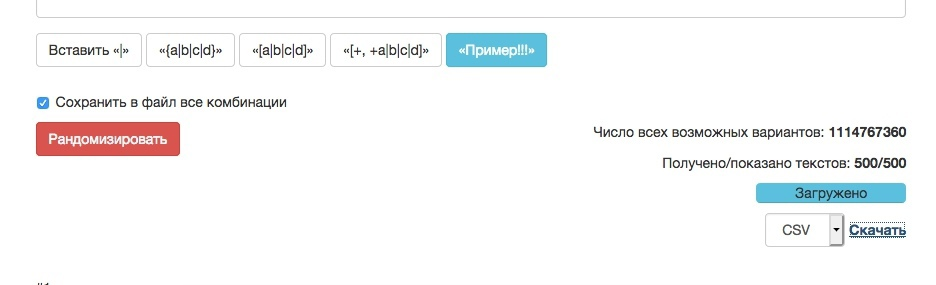 Вставить «|» «{a|b|c|d}» «[a|b|c|d]» «[+, +a|b|c|d]» «Пример!!!»
Сохранить в файл все комбинации
Рандомизировать
Число всех возможных вариантов: 1114767360
Получено/показано текстов: 500/500
Загружено
CSV Скачать